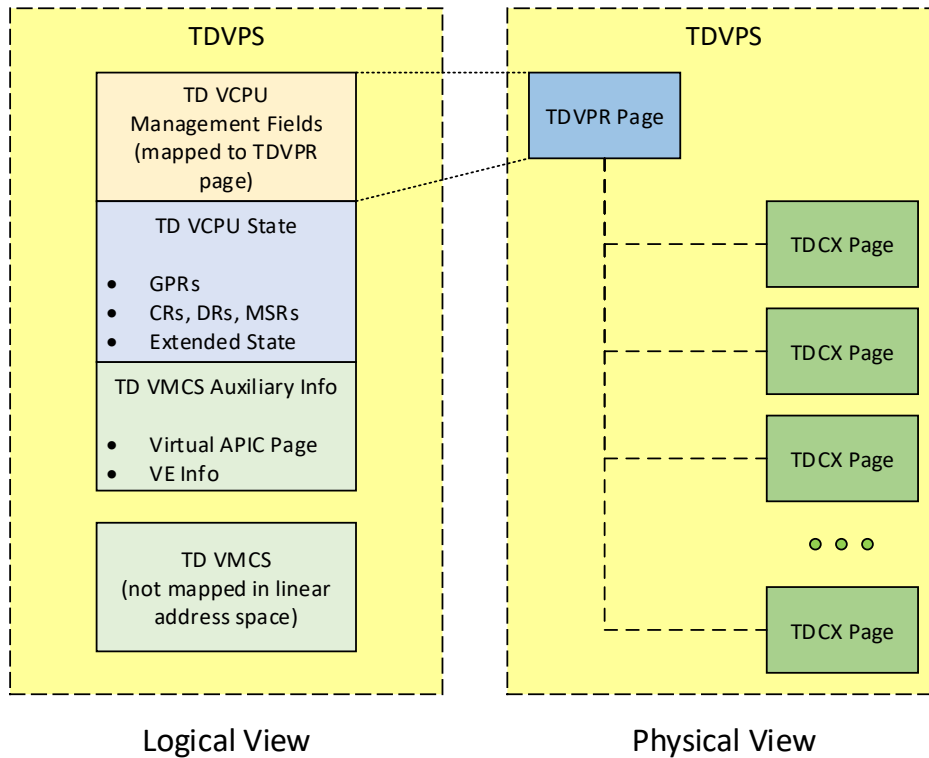 TDVPS
TD VCPU
Management Fields
(mapped to TDVPR
page)
TD VCPU State
• GPRs
• CRs, DRs, MSRs
• Extended State
TD VMCS Auxiliary Info
• Virtual APIC Page
• VE Info
TD VMCS
(not mapped in linear
address space)
Logical View
TDVPS
TDVPR Page
TDCX Page
TDCX Page
TDCX Page
TDCX Page
Physical View